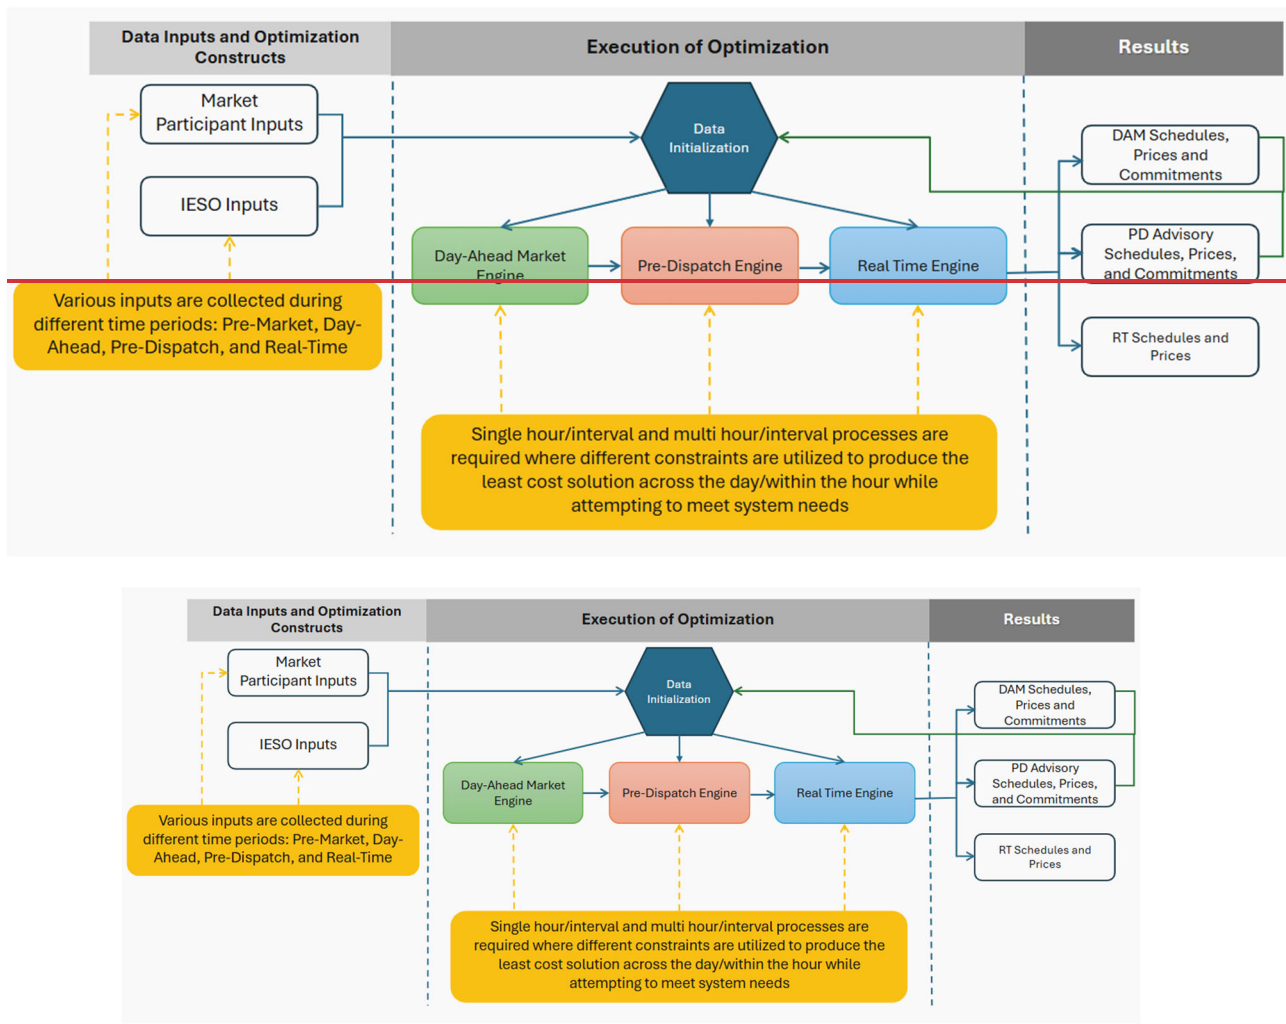 Data Inputs and Optimization
Constructs
Execution of Optimization
Results
Market
Participant Inputs
IESO Inputs
Various inputs are collected during
different time periods: Pre-Market, Day-
Ahead, Pre-Dispatch, and Real-Time
Data
Initialization
Day-Ahead Market
Engine
Pre-Dispatch Engine
Real Time Engine
Single hour/interval and multi hour/interval processes are
required where different constraints are utilized to produce the
least cost solution across the day/within the hour while
attempting to meet system needs
DAM Schedules,
Prices and
Commitments
PD Advisory
Schedules, Prices,
and Commitments
RT Schedules and
Prices
Data Inputs and Optimization
Constructs
Execution of Optimization
Results
Market
Participant Inputs
IESO Inputs
Various inputs are collected during
different time periods: Pre-Market, Day-
Ahead, Pre-Dispatch, and Real-Time
Data
Initialization
Day-Ahead Market
Engine
Pre-Dispatch Engine
Real Time Engine
Single hour/interval and multi hour/interval processes are
required where different constraints are utilized to produce the
least cost solution across the day/within the hour while
attempting to meet system needs
DAM Schedules,
Prices and
Commitments
PD Advisory
Schedules, Prices,
and Commitments
RT Schedules and
Prices